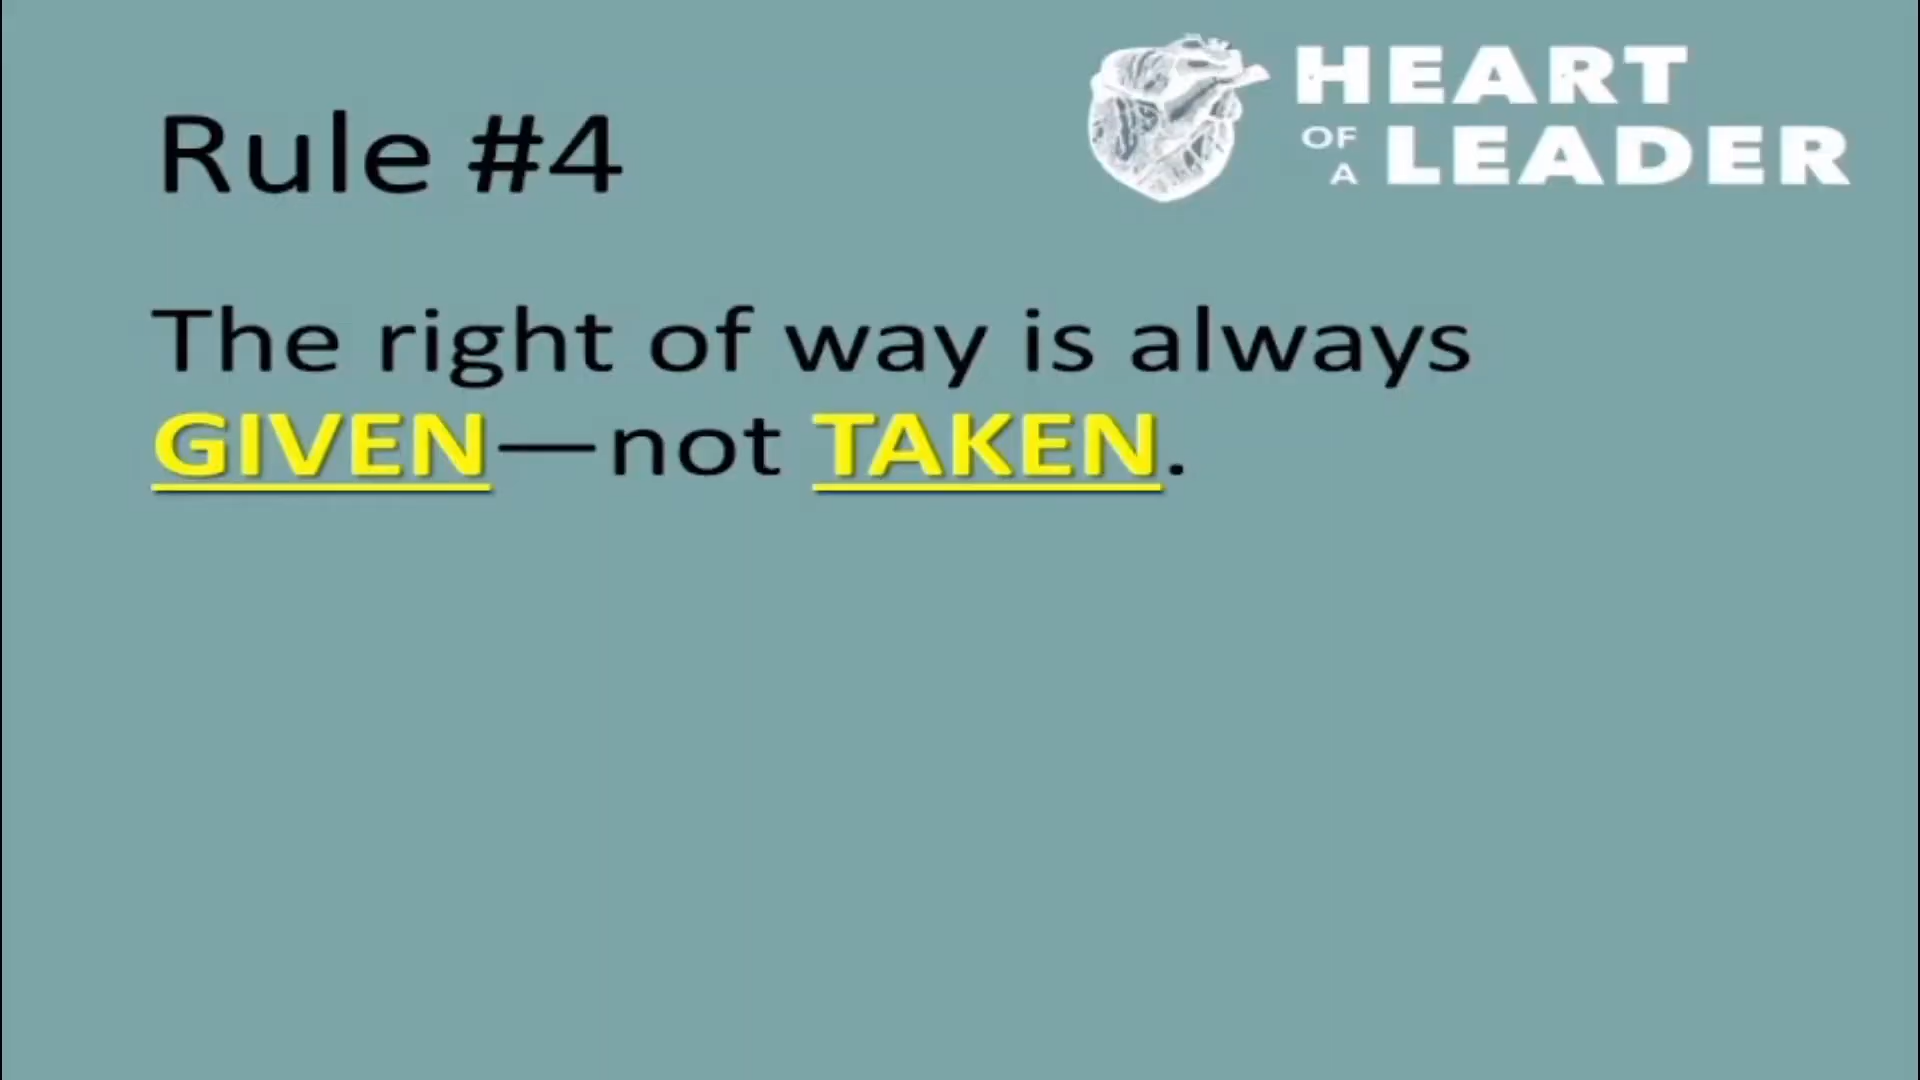 Rule #4
HEART
OF A LEADER
The right of way is always
GIVEN—not TAKEN.